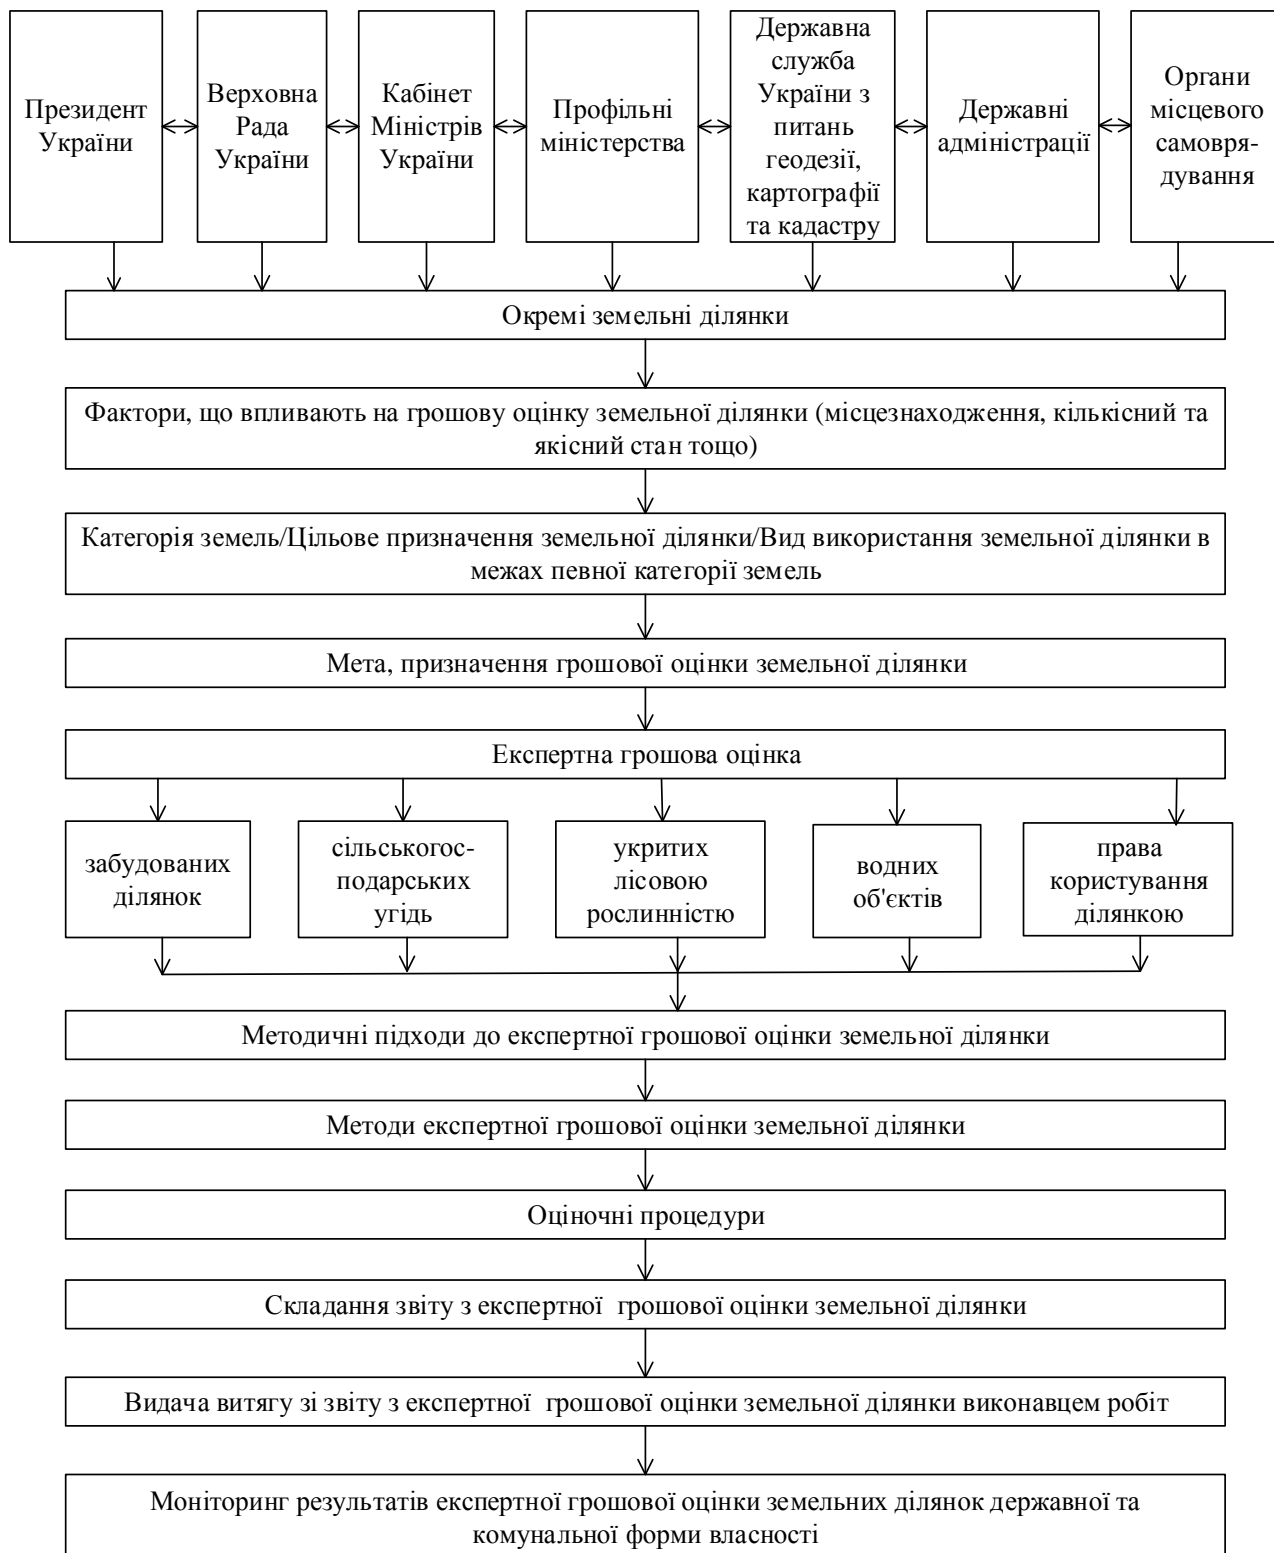 Президент
України
Верховна
Рада
України
Кабінет
Міністрів
України
Профільні
міністерства
Державна
служба
України з
питань
геодезії,
картографії
та кадастру
Державні
адміністрації
Органи
місцевого
самовря-
дування
Окремі земельні ділянки
Фактори, що впливають на грошову оцінку земельної ділянки (місцезнаходження, кількісний та
якісний стан тощо)
Категорія земель/Цільове призначення земельної ділянки/Вид використання земельної ділянки в
межах певної категорії земель
Мета, призначення грошової оцінки земельної ділянки
Експертна грошова оцінка
забудованих
ділянок
сільськогос-
подарських
угідь
укритих
лісовою
рослинністю
водних
об'єктів
права
користування
ділянкою
Методичні підходи до експертної грошової оцінки земельної ділянки
Методи експертної грошової оцінки земельної ділянки
Оціночні процедури
Складання звіту з експертної грошової оцінки земельної ділянки
Видача витягу зі звіту з експертної грошової оцінки земельної ділянки виконавцем робіт
Моніторинг результатів експертної грошової оцінки земельних ділянок державної та
комунальної форми власності